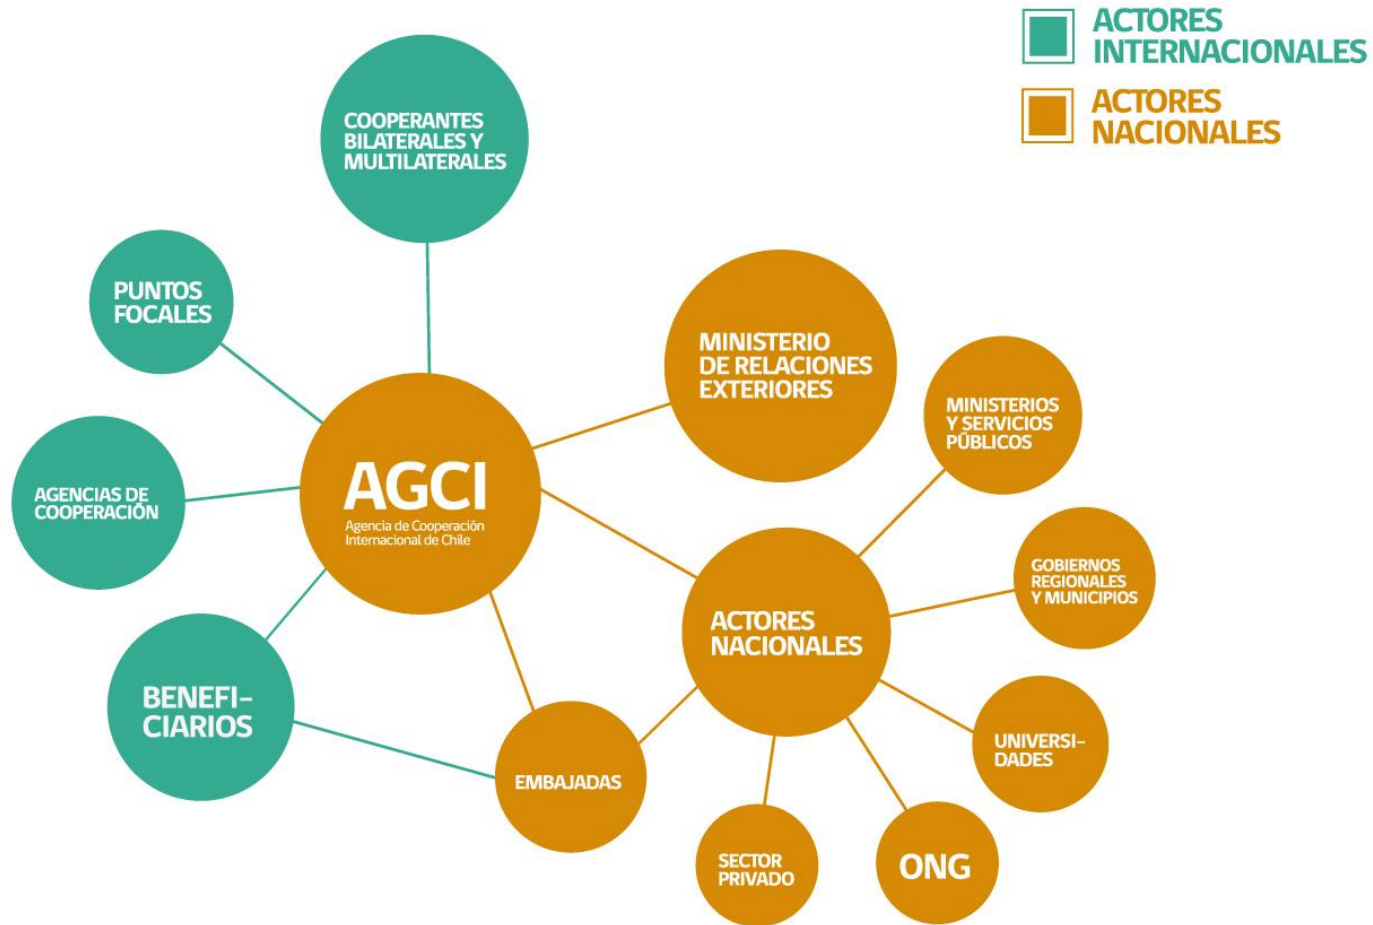 ACTORES
INTERNACIONALES
ACTORES
NACIONALES
COOPERANTES
BILATERALES Y
MULTILATERALES
PUNTOS
FOCALES
MINISTERIO
DE RELACIONES
EXTERIORES
MINISTERIOS
Y SERVICIOS
PÚBLICOS
AGCI
Agencia de Cooperación
Internacional de Chile
AGENCIAS DE
COOPERACIÓN
GOBIERNOS
REGIONALES
Y MUNICIPIOS
ACTORES
NACIONALES
BENEFI-
CIARIOS
UNIVERSI-
DADES
EMBAJADAS
SECTOR
PRIVADO
ONG